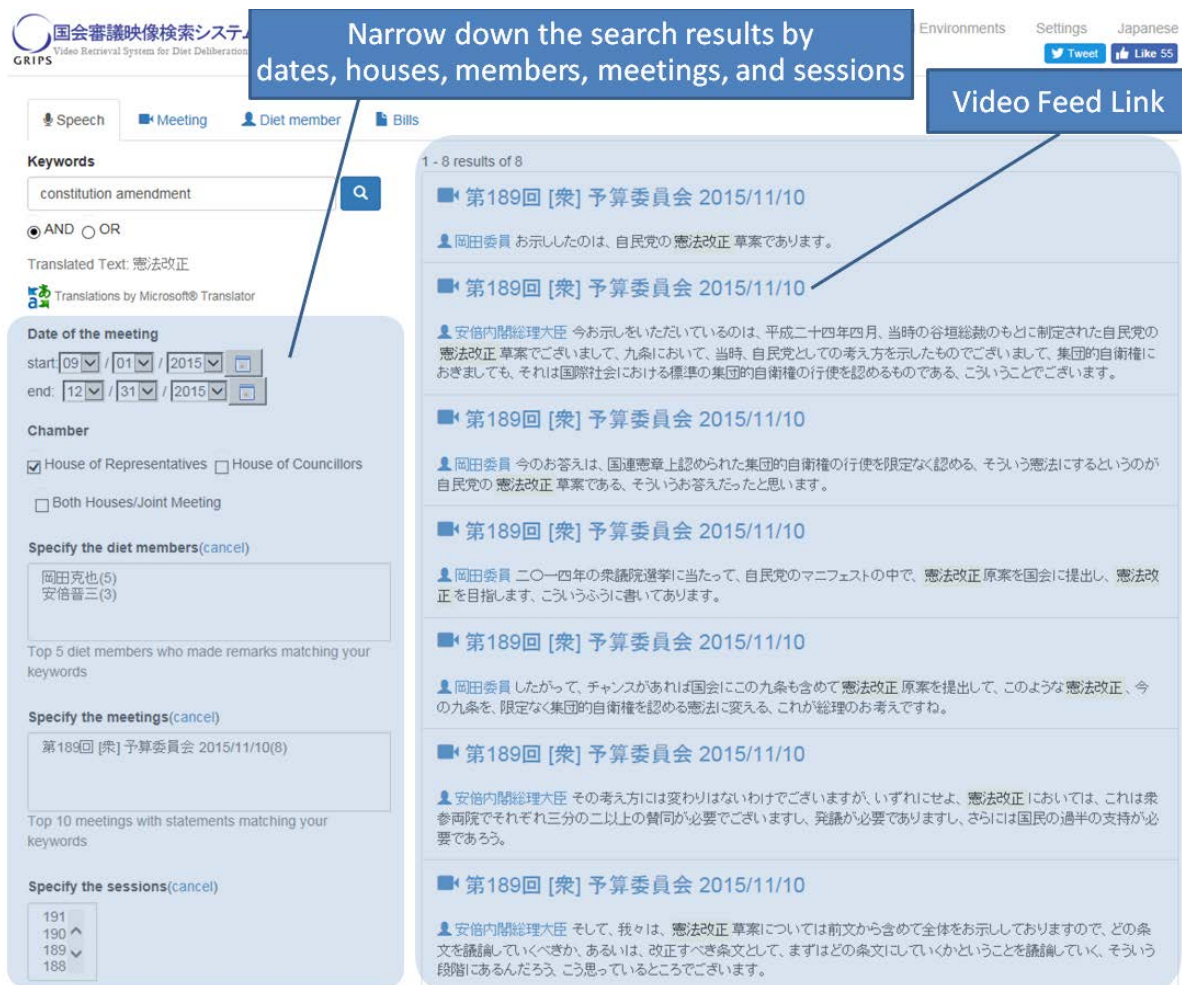 国会審議映像検索システム
Video Retrieval System for Diet Deliberation
GRIPS
Environments Settings Japanese
Tweet Like 55
Narrow down the search results by
dates, houses, members, meetings, and sessions
Video Feed Link
Speech Meeting Diet member Bills
Keywords
constitution amendment
AND OR
Translated Text: 憲法改正
Translations by Microsoft® Translator
Date of the meeting
start: 09 / 01 / 2015
end: 12 / 31 / 2015
Chamber
House of Representatives House of Councillors
Both Houses/Joint Meeting
Specify the diet members(cancel)
岡田克也(5)
安倍晋三(3)
Top 5 diet members who made remarks matching your
keywords
Specify the meetings(cancel)
第189回 [衆] 予算委員会 2015/11/10(8)
Top 10 meetings with statements matching your
keywords
Specify the sessions(cancel)
191
190
189
188
1 - 8 results of 8
第189回 [衆] 予算委員会 2015/11/10
岡田委員 お示ししたのは、自民党の 憲法改正 草案であります。
第189回 [衆] 予算委員会 2015/11/10
安倍内閣総理大臣 今お示しをいただいているのは、平成二十四年四月、当時の谷垣総裁のもとに制定された自民党の
憲法改正 草案でございまして、九条において、当時、自民党としての考え方を示したものでございまして、集団的自衛権に
おきましても、それは国際社会における標準の集団的自衛権の行使を認めるものである、こういうことでございます。
第189回 [衆] 予算委員会 2015/11/10
岡田委員 今のお答えは、国連憲章上認められた集団的自衛権の行使を限定なく認める、そういう憲法にするというのが
自民党の 憲法改正 草案である、そういうお答えだったと思います。
第189回 [衆] 予算委員会 2015/11/10
岡田委員 二〇一四年の衆議院選挙に当たって、自民党のマニフェストの中で、憲法改正 原案を国会に提出し、憲法改
正 を目指します、こういうふうに書いてあります。
第189回 [衆] 予算委員会 2015/11/10
岡田委員 したがって、チャンスがあれば国会にこの九条も含めて 憲法改正 原案を提出して、このような 憲法改正 、今
の九条を、限定なく集団的自衛権を認める憲法に変える、これが総理のお考えですね。
第189回 [衆] 予算委員会 2015/11/10
安倍内閣総理大臣 その考え方には変わりはないわけでございますが、いずれにせよ、憲法改正 においては、これは衆
参両院でそれぞれ三分の二以上の賛同が必要でございますし、発議が必要でありますし、さらには国民の過半の支持が必
要であろう。
第189回 [衆] 予算委員会 2015/11/10
安倍内閣総理大臣 そして、我々は、憲法改正 草案については前文から含めて全体をお示ししておりますので、どの条
文を議論していくべきか、あるいは、改正すべき条文として、まずはどの条文にしていくかということを議論していく、そういう
段階にあるんだろう、こう思っているところでございます。